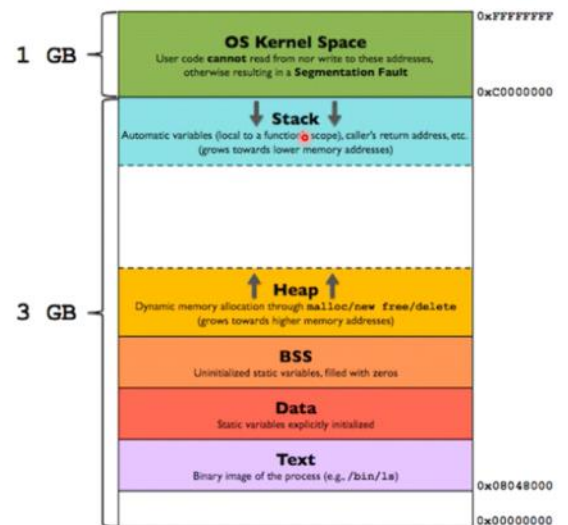 0xFFFFFFFF
1 GB
OS Kernel Space
User code cannot read from nor write to these addresses,
otherwise resulting in a Segmentation Fault
0xC0000000
Stack
Automatic variables (local to a function's scope), caller's return address, etc.
(grows towards lower memory addresses)
3 GB
Heap
Dynamic memory allocation through malloc/new free/delete
(grows towards higher memory addresses)
BSS
Uninitialized static variables, filled with zeros
Data
Static variables explicitly initialized
Text
Binary image of the process (e.g., /bin/ls)
0x08048000
0x00000000